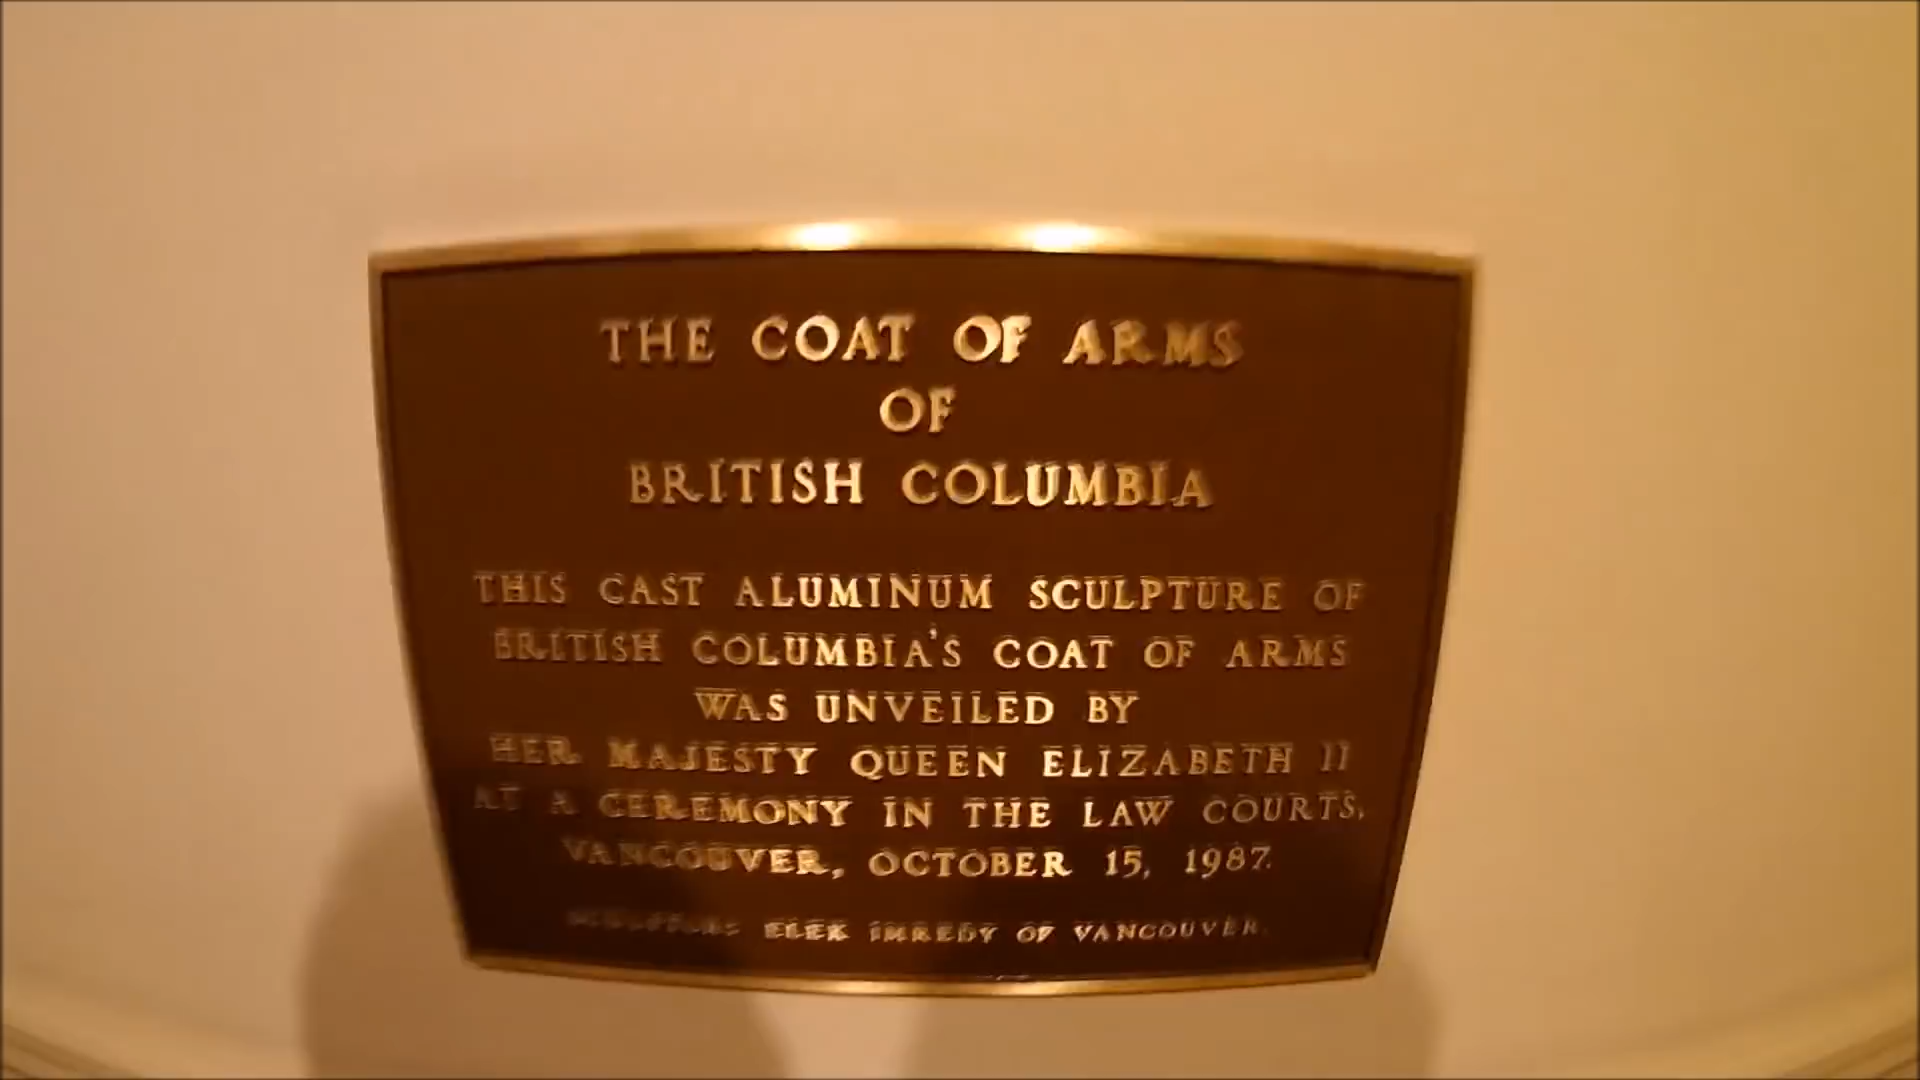 THE COAT OF ARMS
OF
BRITISH COLUMBIA
THIS CAST ALUMINUM SCULPTURE OF
BRITISH COLUMBIA'S COAT OF ARMS
WAS UNVEILED BY
HER MAJESTY QUEEN ELIZABETH II
AT A CEREMONY IN THE LAW COURTS,
VANCOUVER, OCTOBER 15, 1987.
ELEK IMREDY OF VANCOUVER.